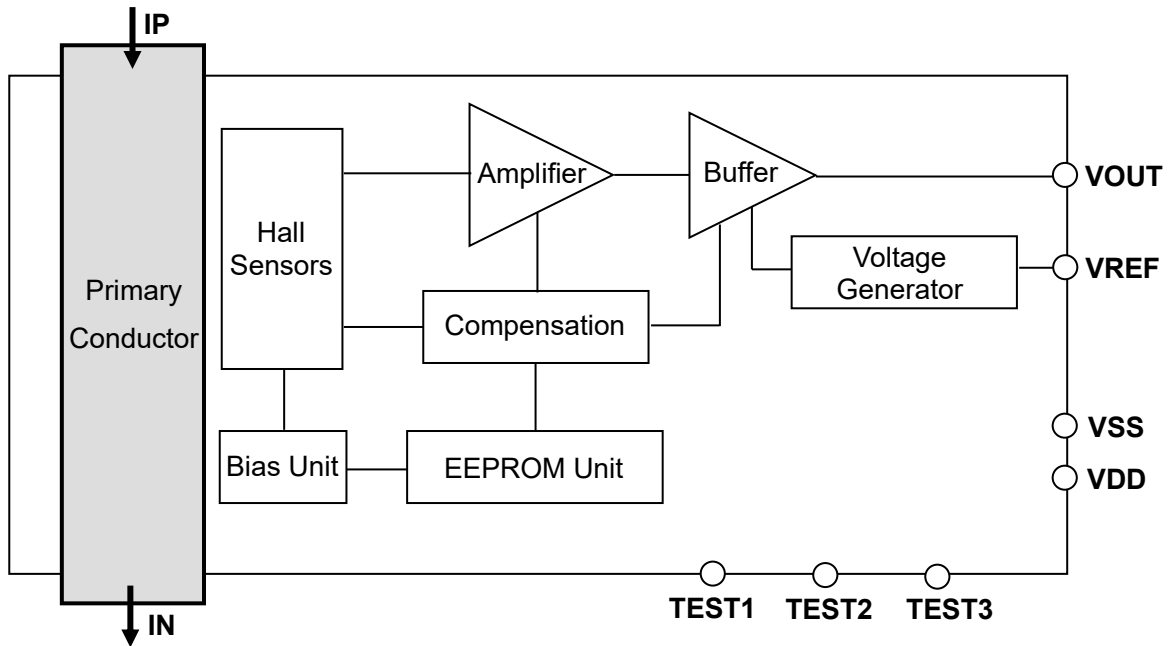 IP
Amplifier
Buffer
VOUT
Hall
Sensors
Voltage
Generator
VREF
Primary
Conductor
Compensation
VSS
Bias Unit
EEPROM Unit
VDD
TEST1
TEST2
TEST3
IN